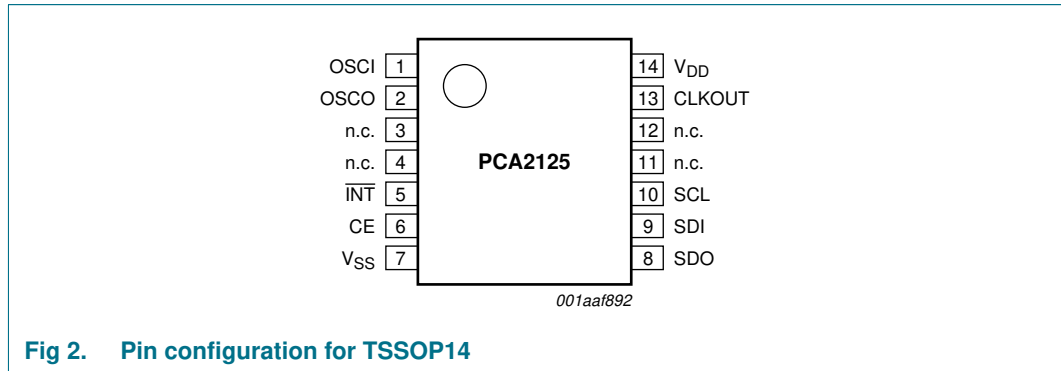 OSCI 1 14 VDD
OSCO 2 13 CLKOUT
n.c. 3 12 n.c.
n.c. 4 PCA2125 11 n.c.
INT 5 10 SCL
CE 6 9 SDI
VSS 7 8 SDO
001aaf892
Fig 2. Pin configuration for TSSOP14